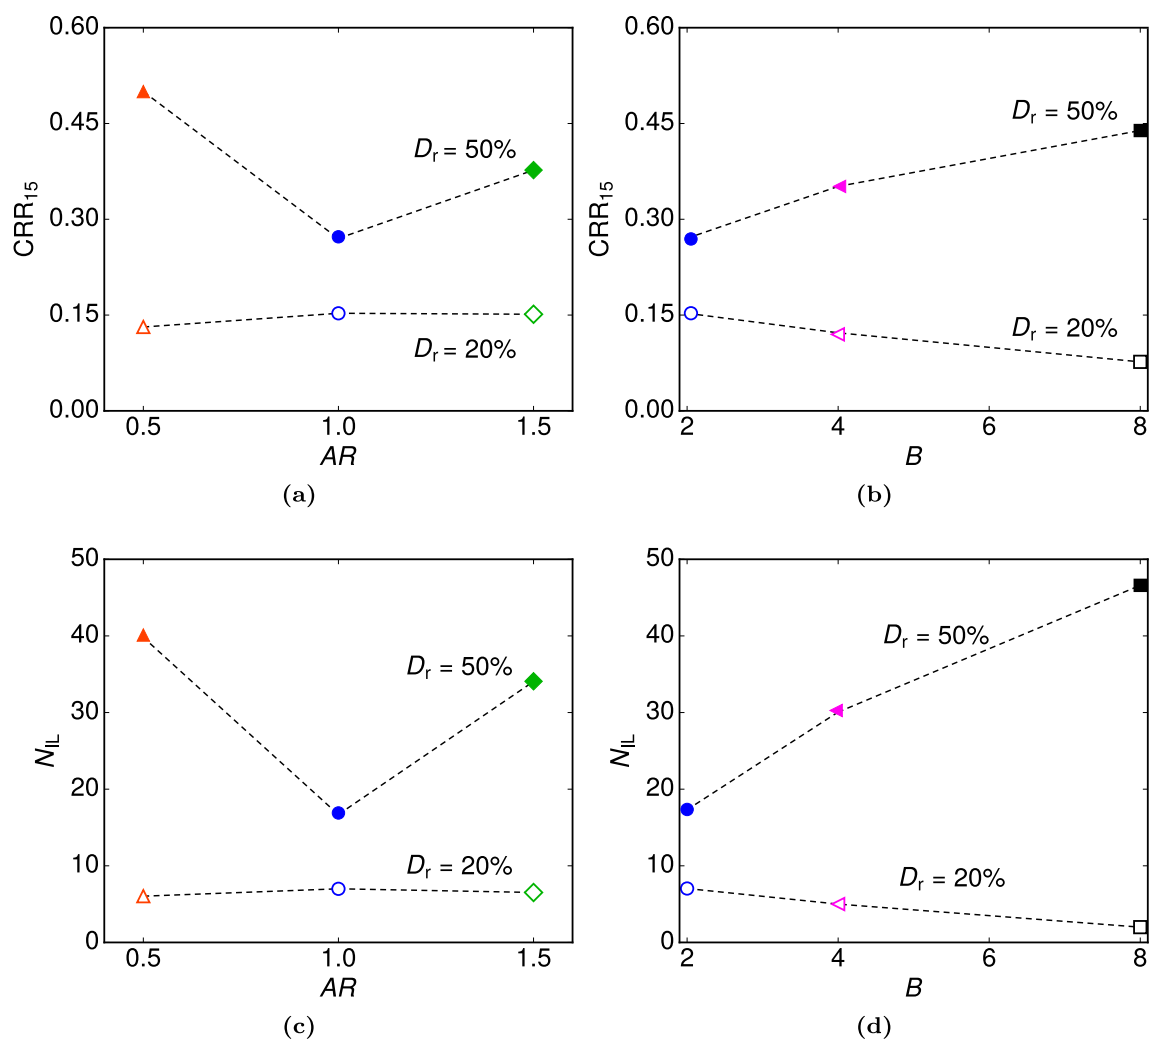 0.60
0.45
0.30
0.15
0.00
CRR15
Dr = 50%
Dr = 20%
0.5 1.0 1.5
AR
(a)
0.60
0.45
0.30
0.15
0.00
CRR15
Dr = 50%
Dr = 20%
2 4 6 8
B
(b)
50
40
30
20
10
0
NIL
Dr = 50%
Dr = 20%
0.5 1.0 1.5
AR
(c)
50
40
30
20
10
0
NIL
Dr = 50%
Dr = 20%
2 4 6 8
B
(d)